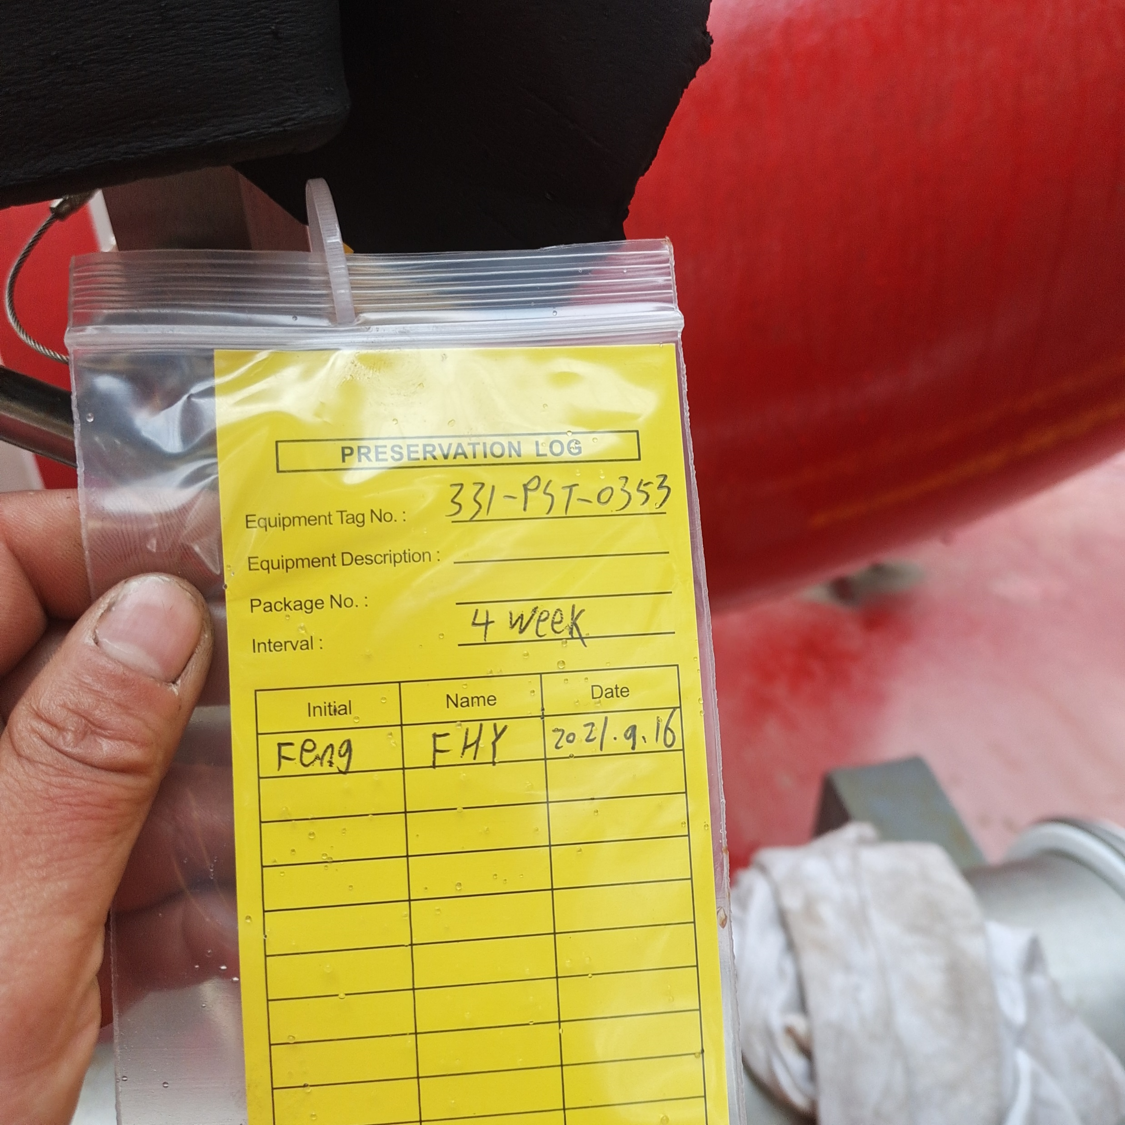 PRESERVATION LOG
Equipment Tag No. : 331-PST-0353
Equipment Description :
Package No. :
Interval : 4 week
Initial Name Date
Feng FHY 2021.9.16